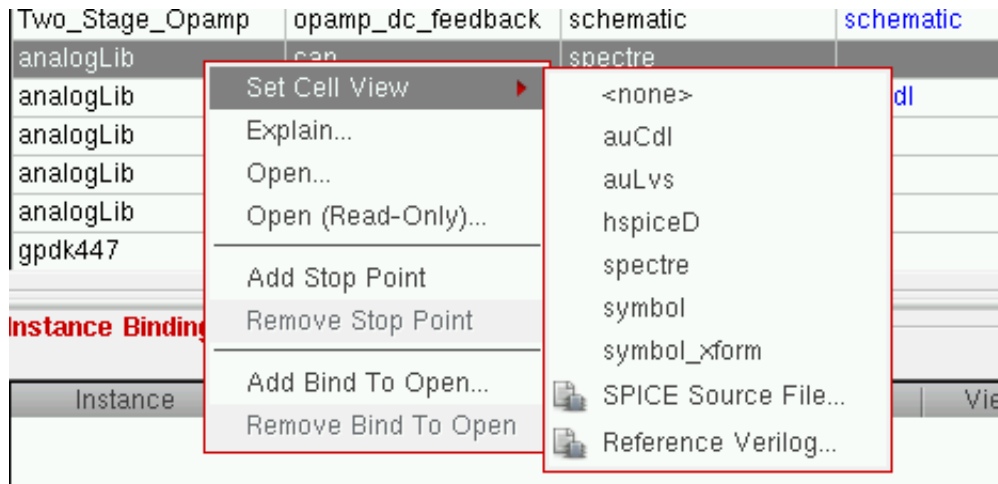 Two_Stage_Opamp opamp_dc_feedback schematic schematic
analogLib cap spectre
analogLib dl
analogLib
analogLib
analogLib
gpdk447
Set Cell View
Explain...
Open...
Open (Read-Only)...
Add Stop Point
Remove Stop Point
Add Bind To Open...
Remove Bind To Open
<none>
auCdl
auLvs
hspiceD
spectre
symbol
symbol_xform
SPICE Source File...
Reference Verilog...
Instance Binding
Instance Vie